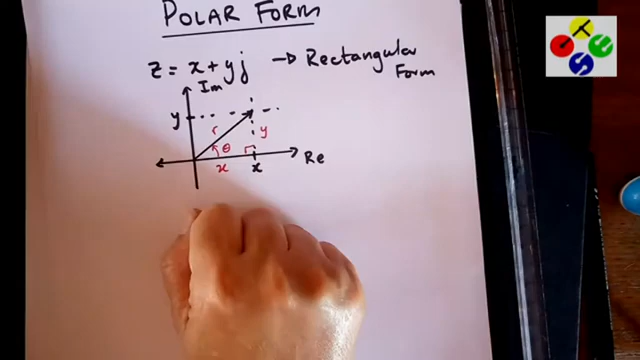 POLAR FORM
z = x + yj → Rectangular Form
Im
y
r
y
θ
x
x
Re
T
E
S